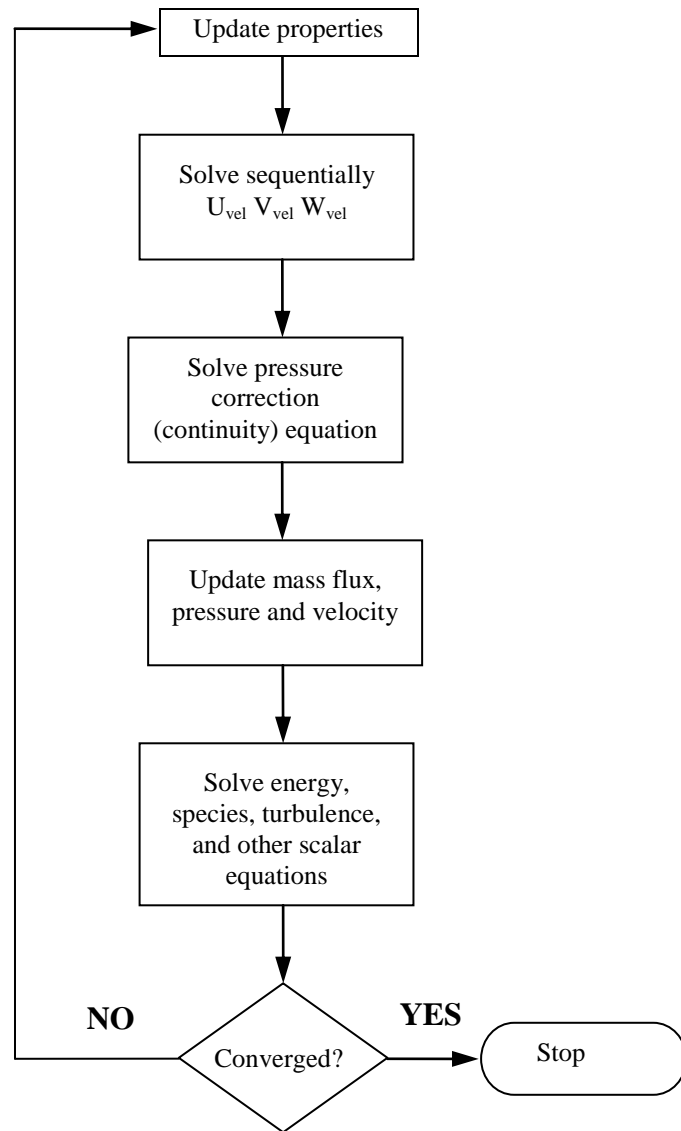 Update properties
Solve sequentially
Uvel Vvel Wvel
Solve pressure
correction
(continuity) equation
Update mass flux,
pressure and velocity
Solve energy,
species, turbulence,
and other scalar
equations
NO
YES
Converged?
Stop